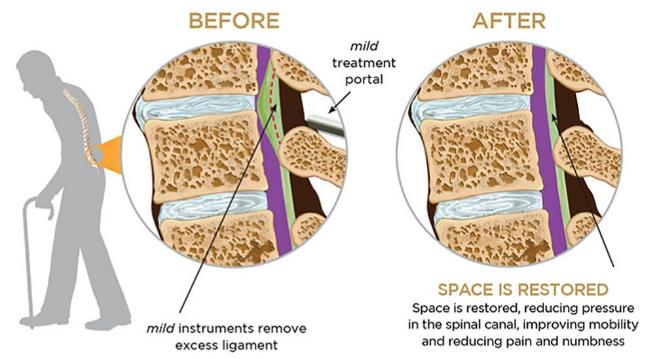 BEFORE
mild
treatment
portal
mild instruments remove
excess ligament
AFTER
SPACE IS RESTORED
Space is restored, reducing pressure
in the spinal canal, improving mobility
and reducing pain and numbness